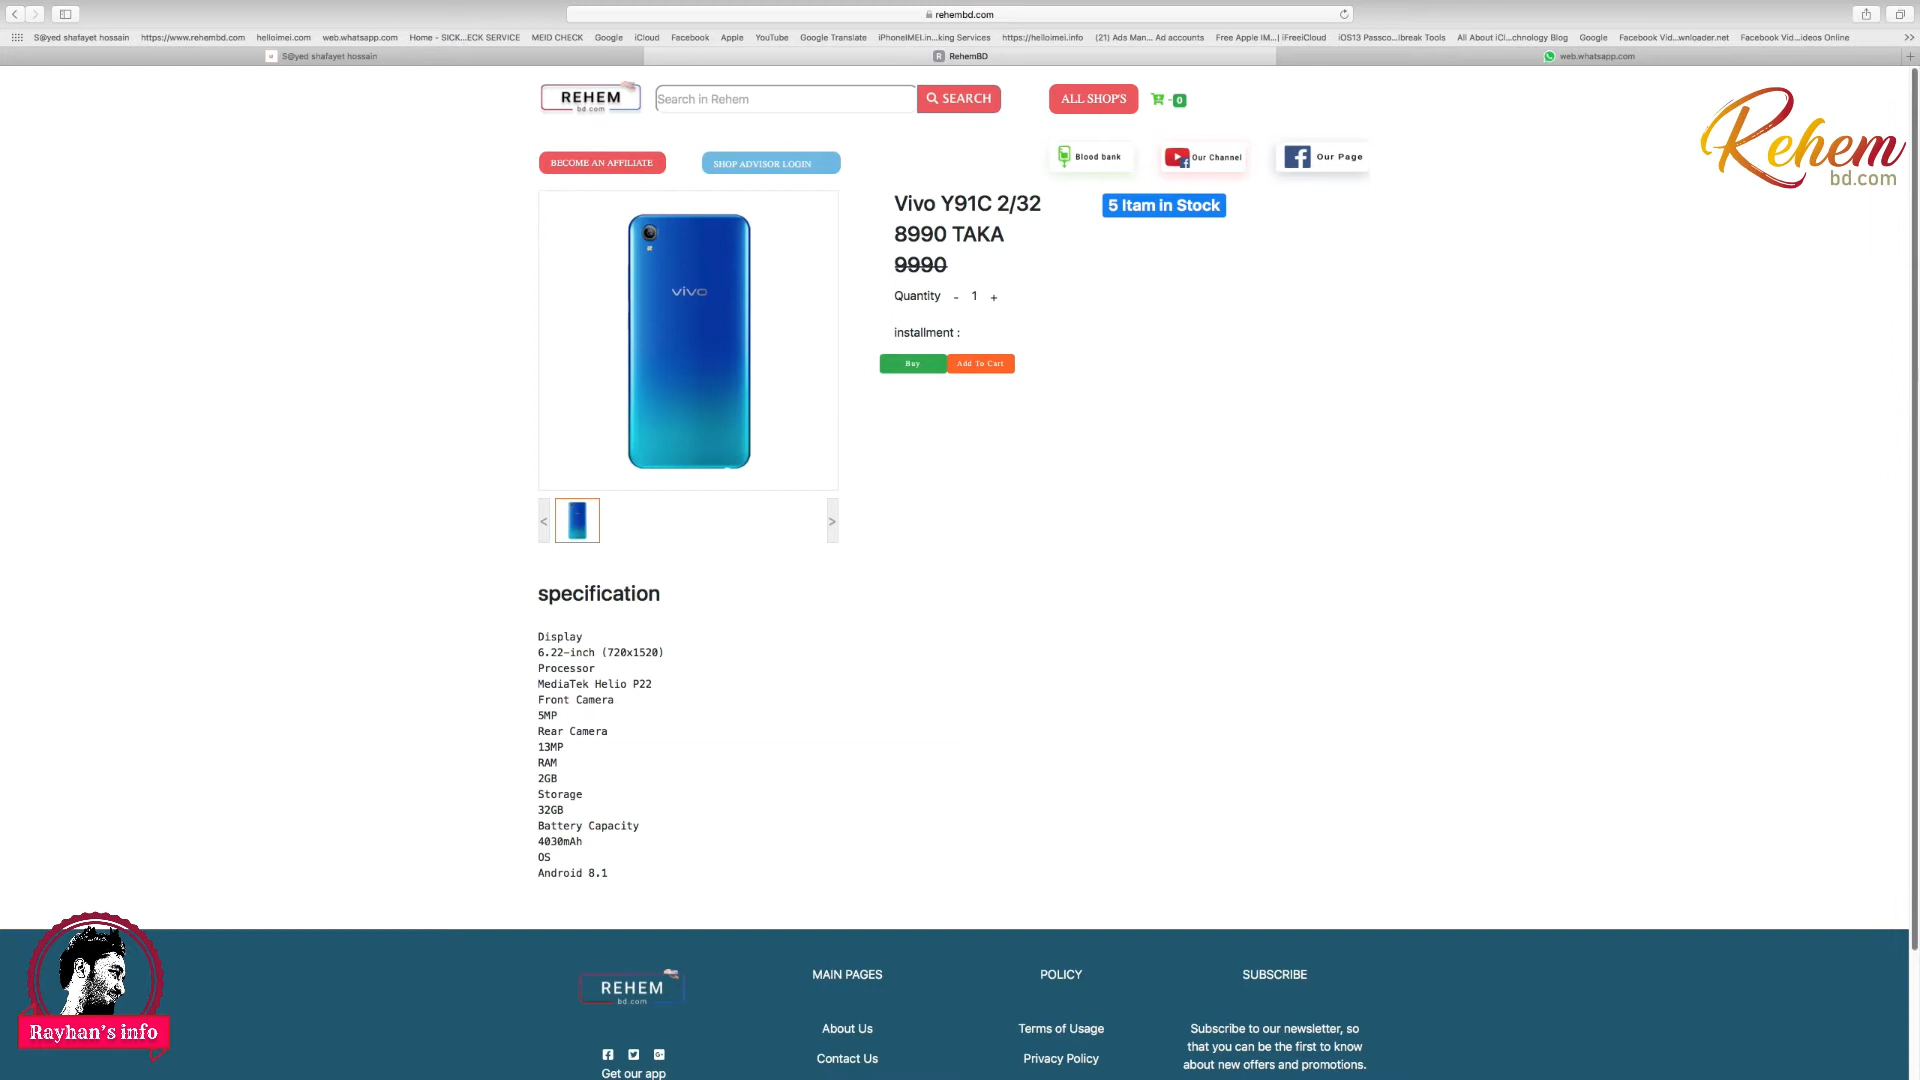 rehembd.com
S@yed shafayet hossain
https://www.rehembd.com
helloimei.com
web.whatsapp.com
Home - SICK...ECK SERVICE
MEID CHECK
Google
iCloud
Facebook
Apple
YouTube
Google Translate
iPhoneIMEI.in...king Services
https://helloimei.info
(21) Ads Man... Ad accounts
Free Apple IM...| iFreeiCloud
iOS13 Passco...lbreak Tools
All About iCl...chnology Blog
Google
Facebook Vid...wnloader.net
Facebook Vid...ideos Online
S@yed shafayet hossain
R RehemBD
web.whatsapp.com
REHEM
bd.com
Search in Rehem
SEARCH
ALL SHOP'S
- 0
Rehem
bd.com
BECOME AN AFFILIATE
SHOP ADVISOR LOGIN
Blood bank
Our Channel
Our Page
vivo
Vivo Y91C 2/32
5 Itam in Stock
8990 TAKA
9990
Quantity - 1 +
installment :
Buy
Add To Cart
<
>
specification
Display
6.22-inch (720x1520)
Processor
MediaTek Helio P22
Front Camera
5MP
Rear Camera
13MP
RAM
2GB
Storage
32GB
Battery Capacity
4030mAh
OS
Android 8.1
REHEM
bd.com
Get our app
MAIN PAGES
About Us
Contact Us
POLICY
Terms of Usage
Privacy Policy
SUBSCRIBE
Subscribe to our newsletter, so
that you can be the first to know
about new offers and promotions.
Rayhan's info